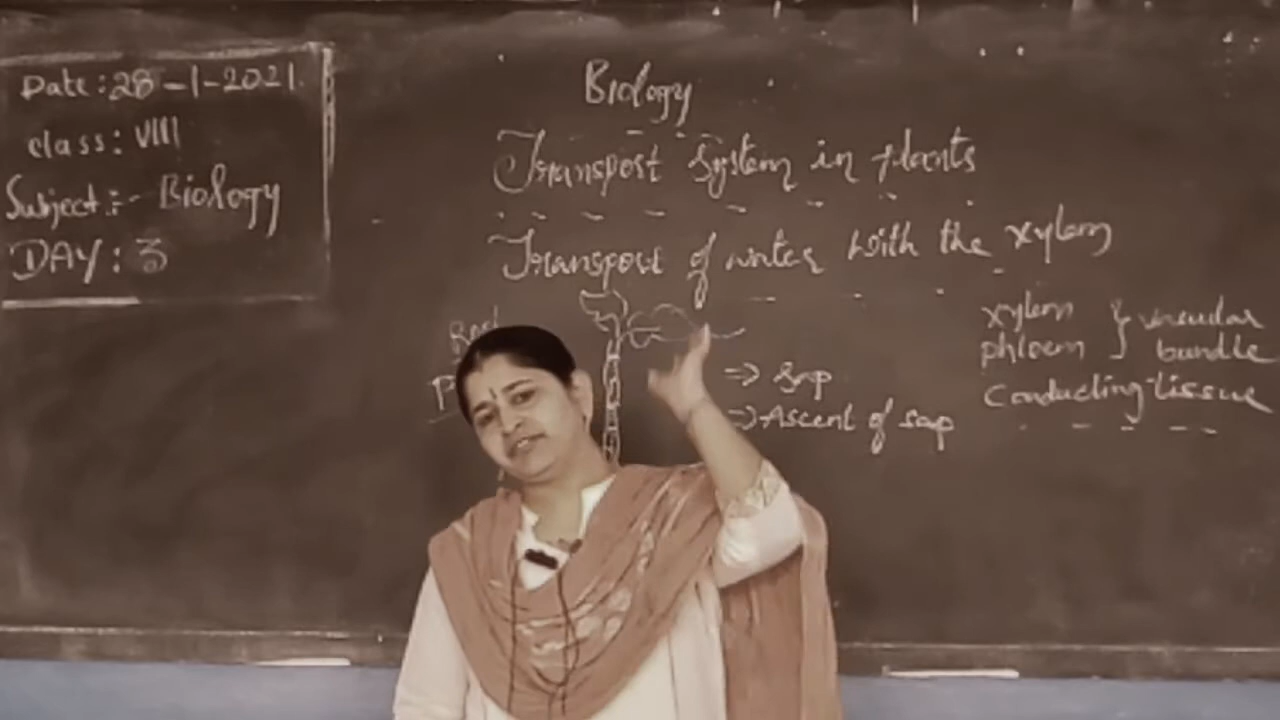 Date: 28-1-2021.
class: VIII
Subject:- Biology
DAY: 3
Biology
Transport System in plants
Transport of water with the xylem
xylem } vascular
phloem } bundle
Conducting tissue
=> Sap
=> Ascent of sap